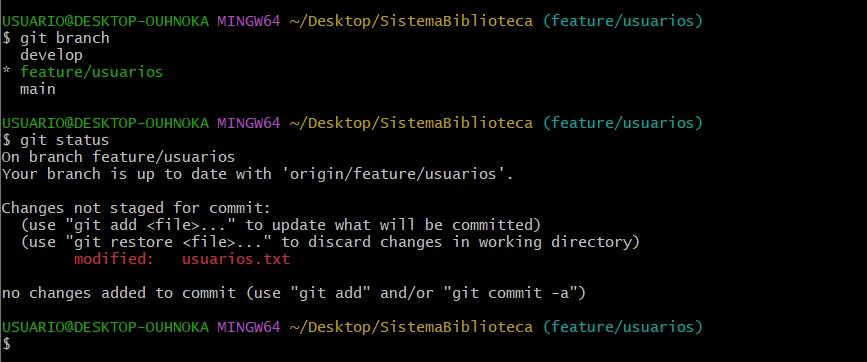 USUARIO@DESKTOP-OUHNOKA MINGW64 ~/Desktop/SistemaBiblioteca (feature/usuarios)
$ git branch
  develop
* feature/usuarios
  main

USUARIO@DESKTOP-OUHNOKA MINGW64 ~/Desktop/SistemaBiblioteca (feature/usuarios)
$ git status
On branch feature/usuarios
Your branch is up to date with 'origin/feature/usuarios'.

Changes not staged for commit:
  (use "git add <file>..." to update what will be committed)
  (use "git restore <file>..." to discard changes in working directory)
        modified:   usuarios.txt

no changes added to commit (use "git add" and/or "git commit -a")

USUARIO@DESKTOP-OUHNOKA MINGW64 ~/Desktop/SistemaBiblioteca (feature/usuarios)
$